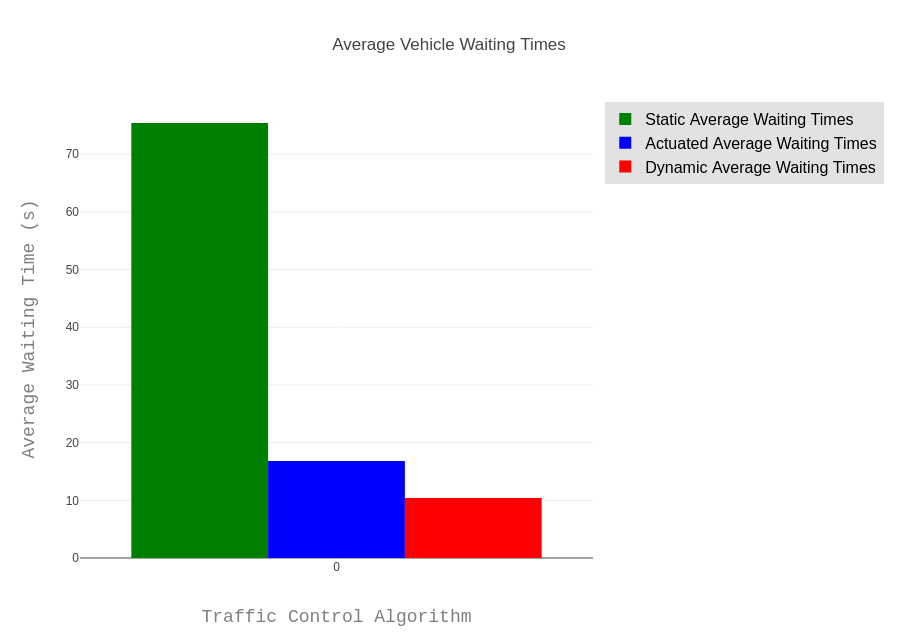 Average Vehicle Waiting Times
Static Average Waiting Times
Actuated Average Waiting Times
Dynamic Average Waiting Times
Average Waiting Time (s)
70
60
50
40
30
20
10
0
0
Traffic Control Algorithm